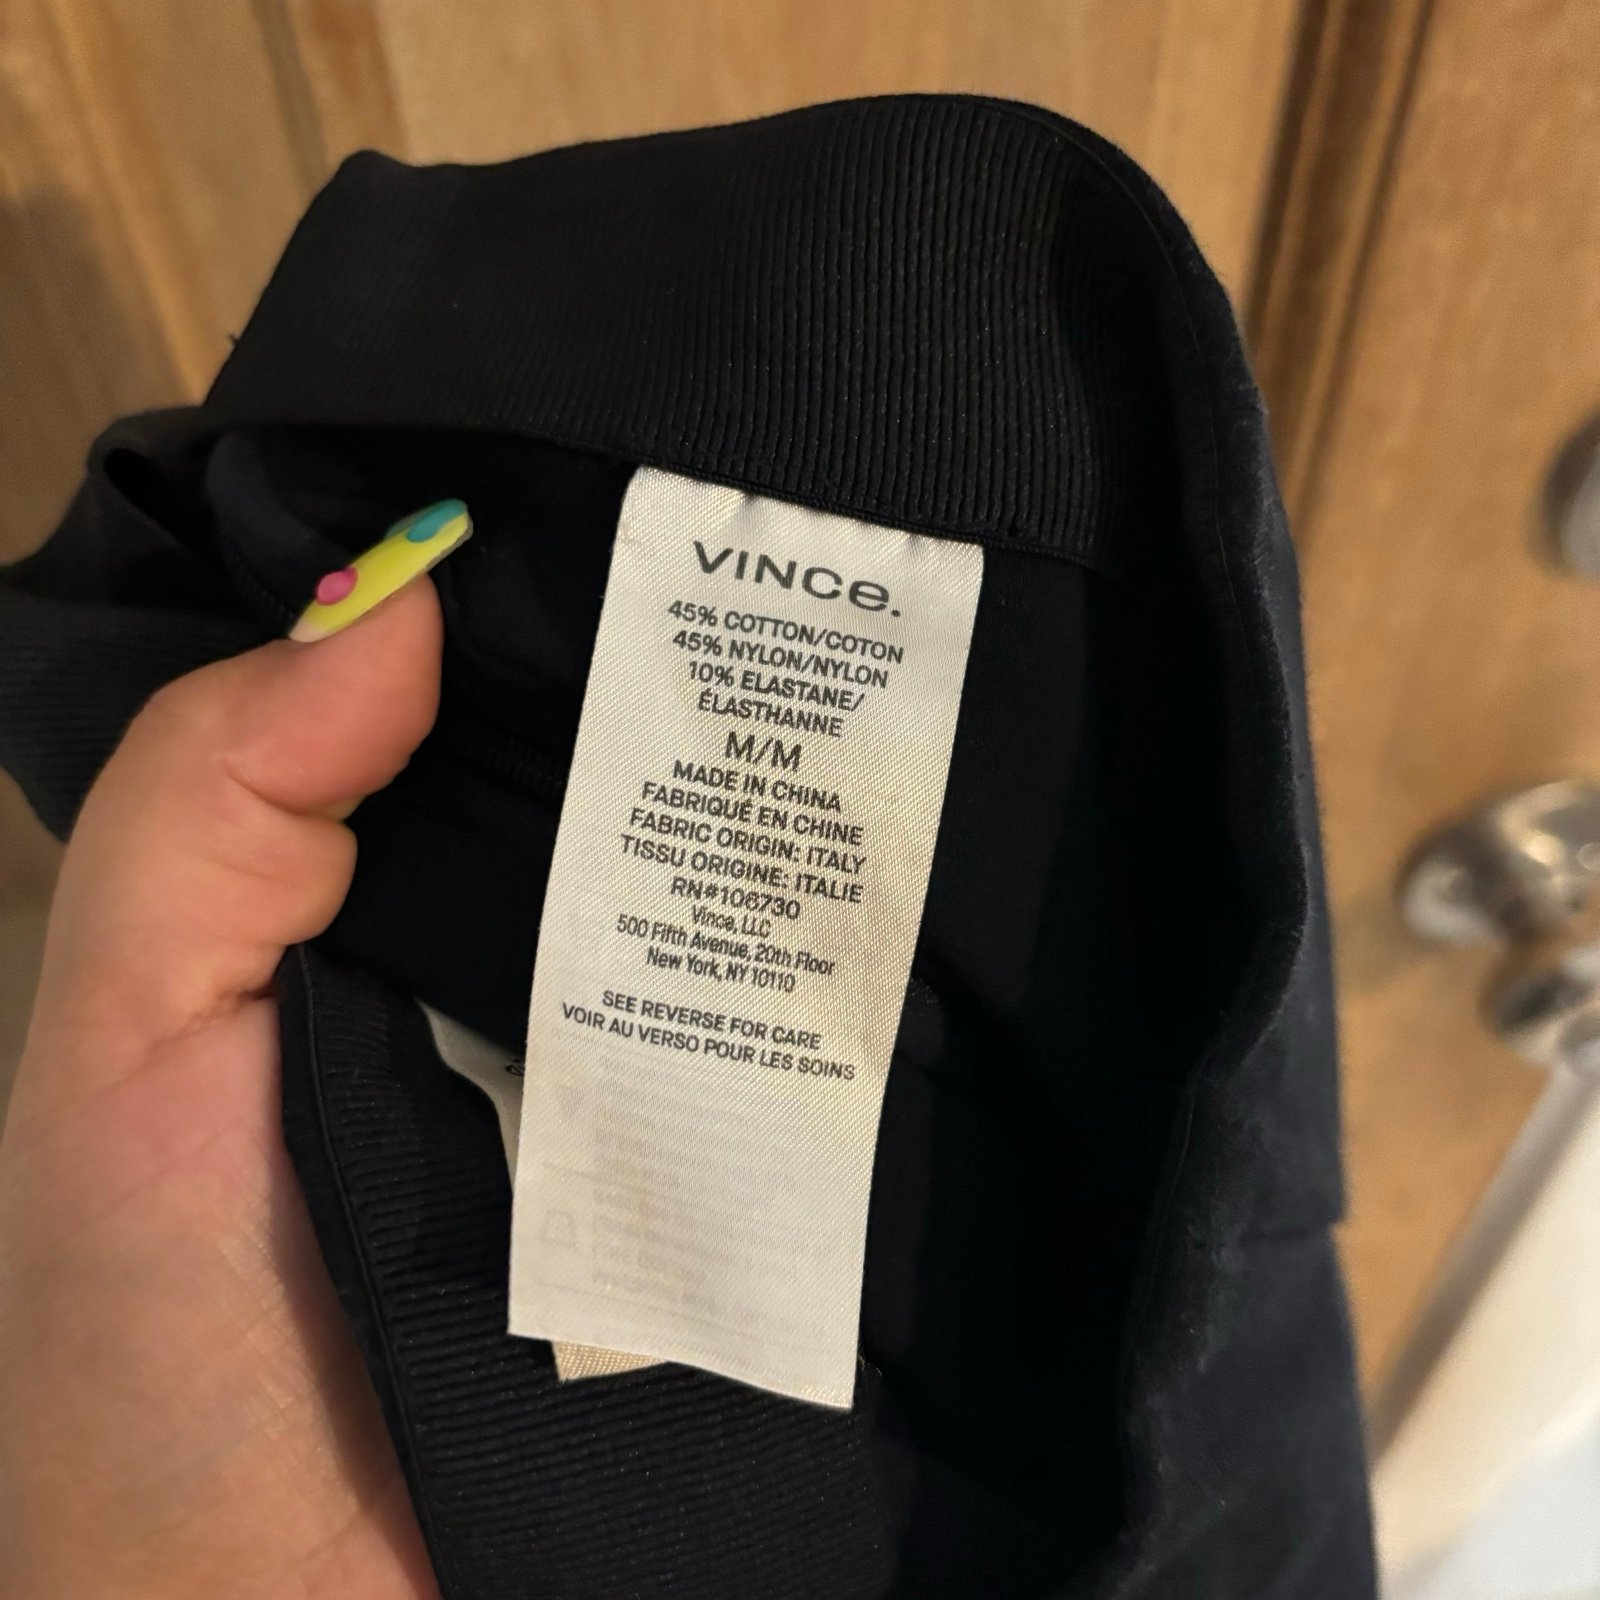 VINCE.
45% COTTON/COTON
45% NYLON/NYLON
10% ELASTANE/
ÉLASTHANNE
M/M
MADE IN CHINA
FABRIQUÉ EN CHINE
FABRIC ORIGIN: ITALY
TISSU ORIGINE: ITALIE
RN#106730
Vince, LLC
500 Fifth Avenue, 20th Floor
New York, NY 10110
SEE REVERSE FOR CARE
VOIR AU VERSO POUR LES SOINS